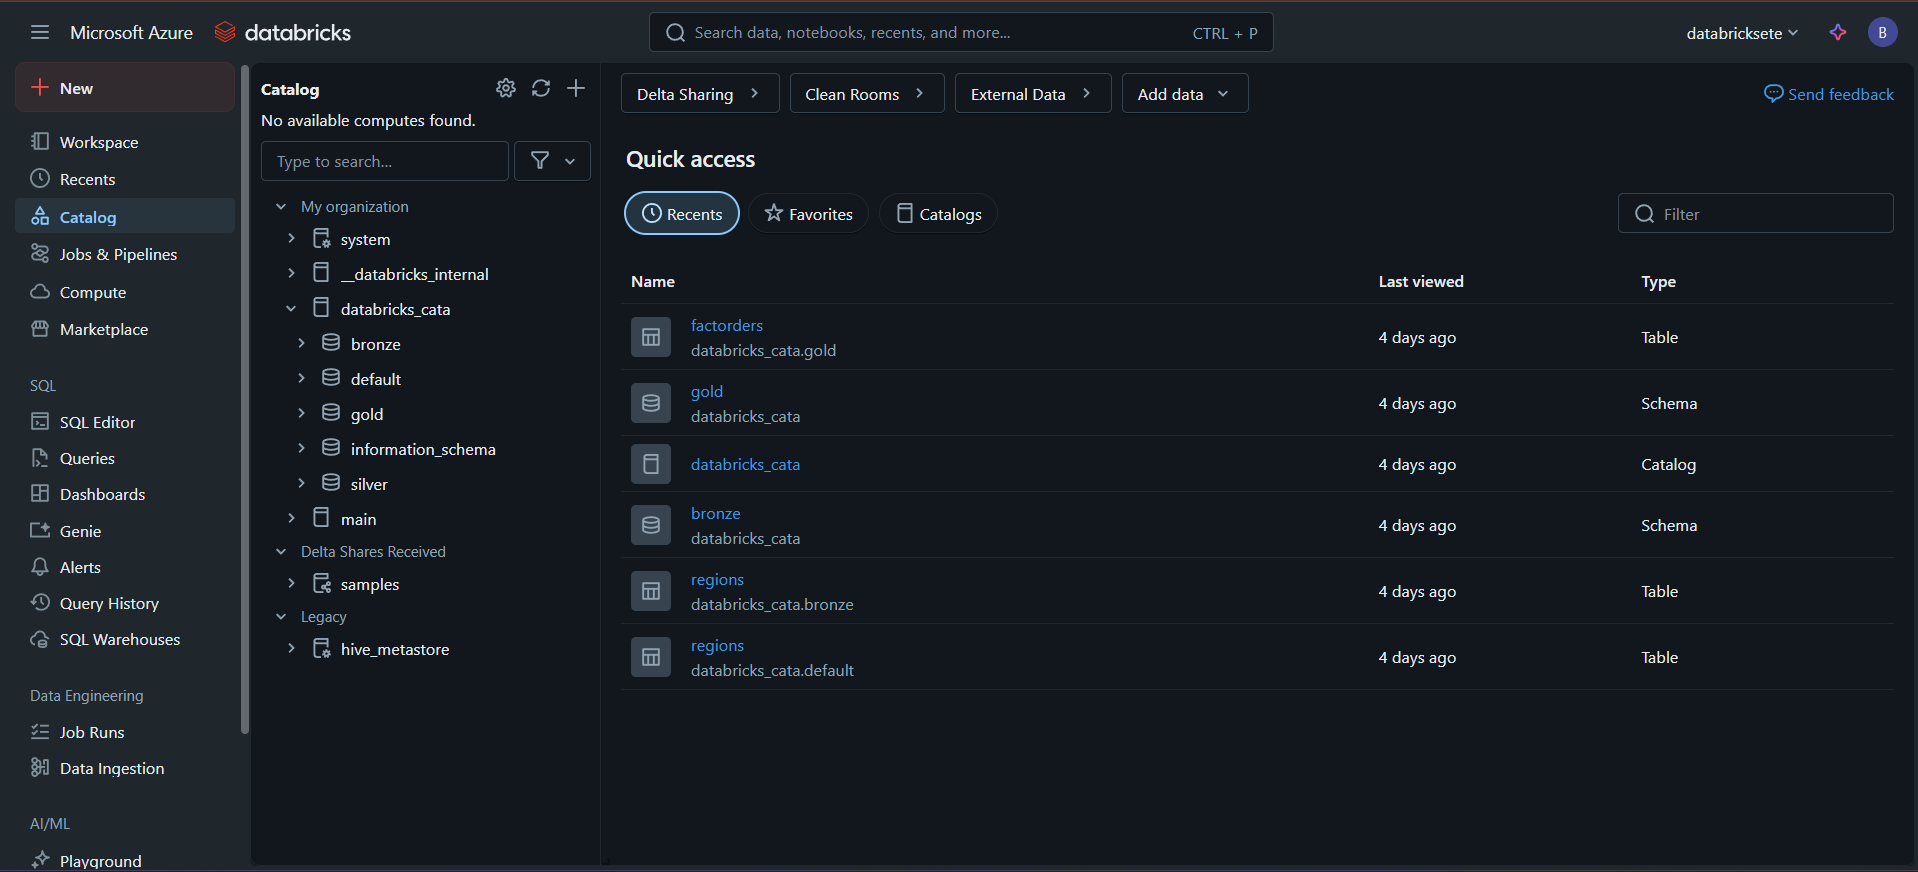 Microsoft Azure databricks
Search data, notebooks, recents, and more... CTRL + P
databricksete
B
New
Workspace
Recents
Catalog
Jobs & Pipelines
Compute
Marketplace
SQL
SQL Editor
Queries
Dashboards
Genie
Alerts
Query History
SQL Warehouses
Data Engineering
Job Runs
Data Ingestion
AI/ML
Playground
Catalog
No available computes found.
Type to search...
My organization
system
__databricks_internal
databricks_cata
bronze
default
gold
information_schema
silver
main
Delta Shares Received
samples
Legacy
hive_metastore
Delta Sharing
Clean Rooms
External Data
Add data
Send feedback
Quick access
Recents
Favorites
Catalogs
Filter
Name Last viewed Type
factorders
databricks_cata.gold
4 days ago Table
gold
databricks_cata
4 days ago Schema
databricks_cata 4 days ago Catalog
bronze
databricks_cata
4 days ago Schema
regions
databricks_cata.bronze
4 days ago Table
regions
databricks_cata.default
4 days ago Table